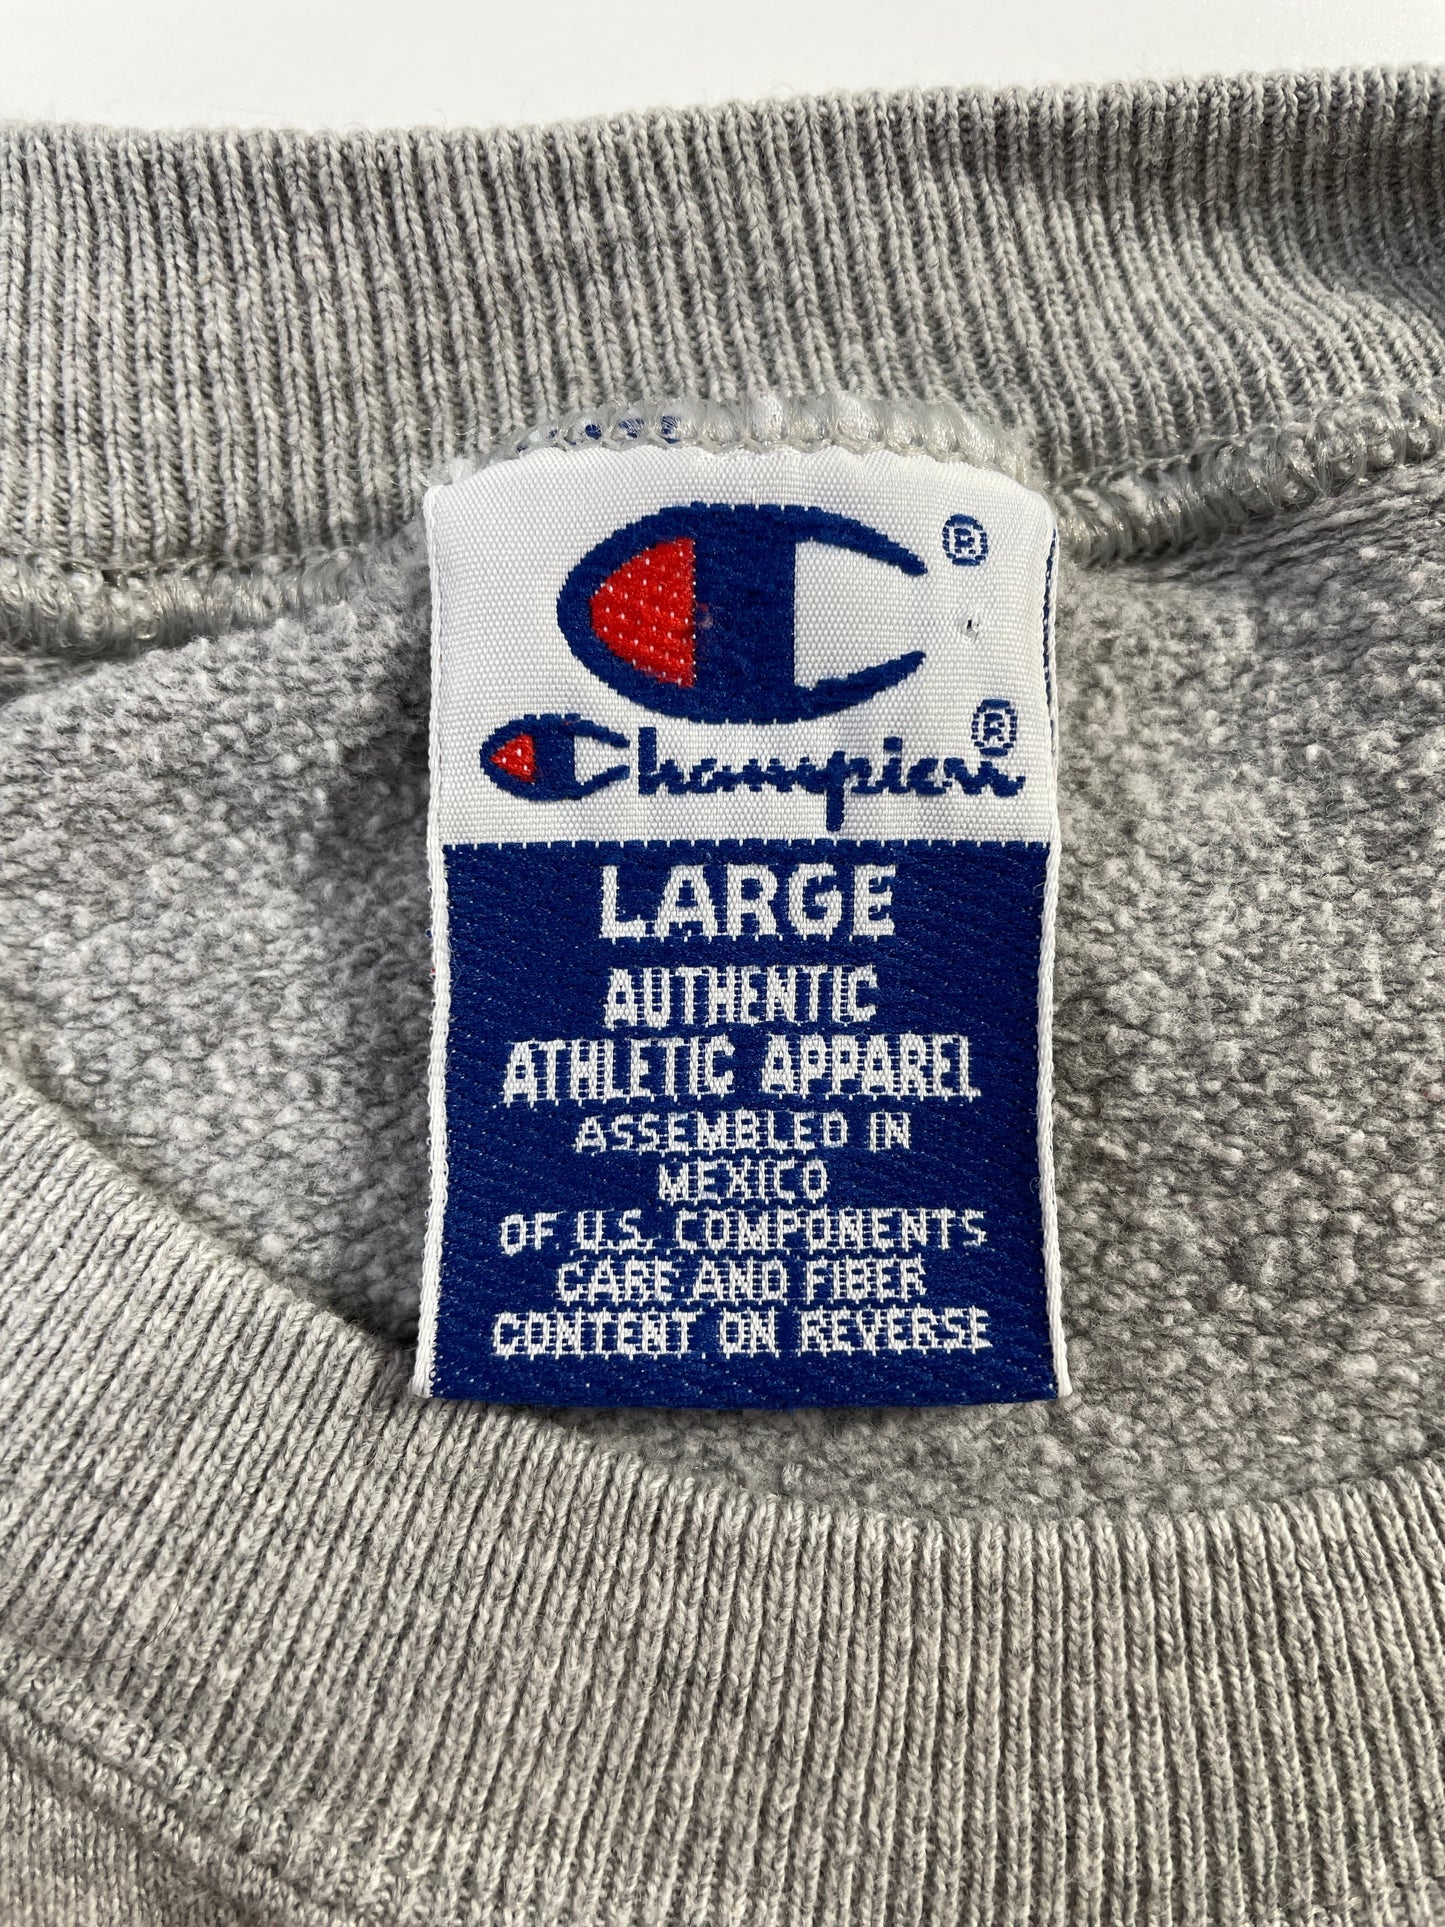 ®
Champion®
LARGE
AUTHENTIC
ATHLETIC APPAREL
ASSEMBLED IN
MEXICO
OF U.S. COMPONENTS
CARE AND FIBER
CONTENT ON REVERSE